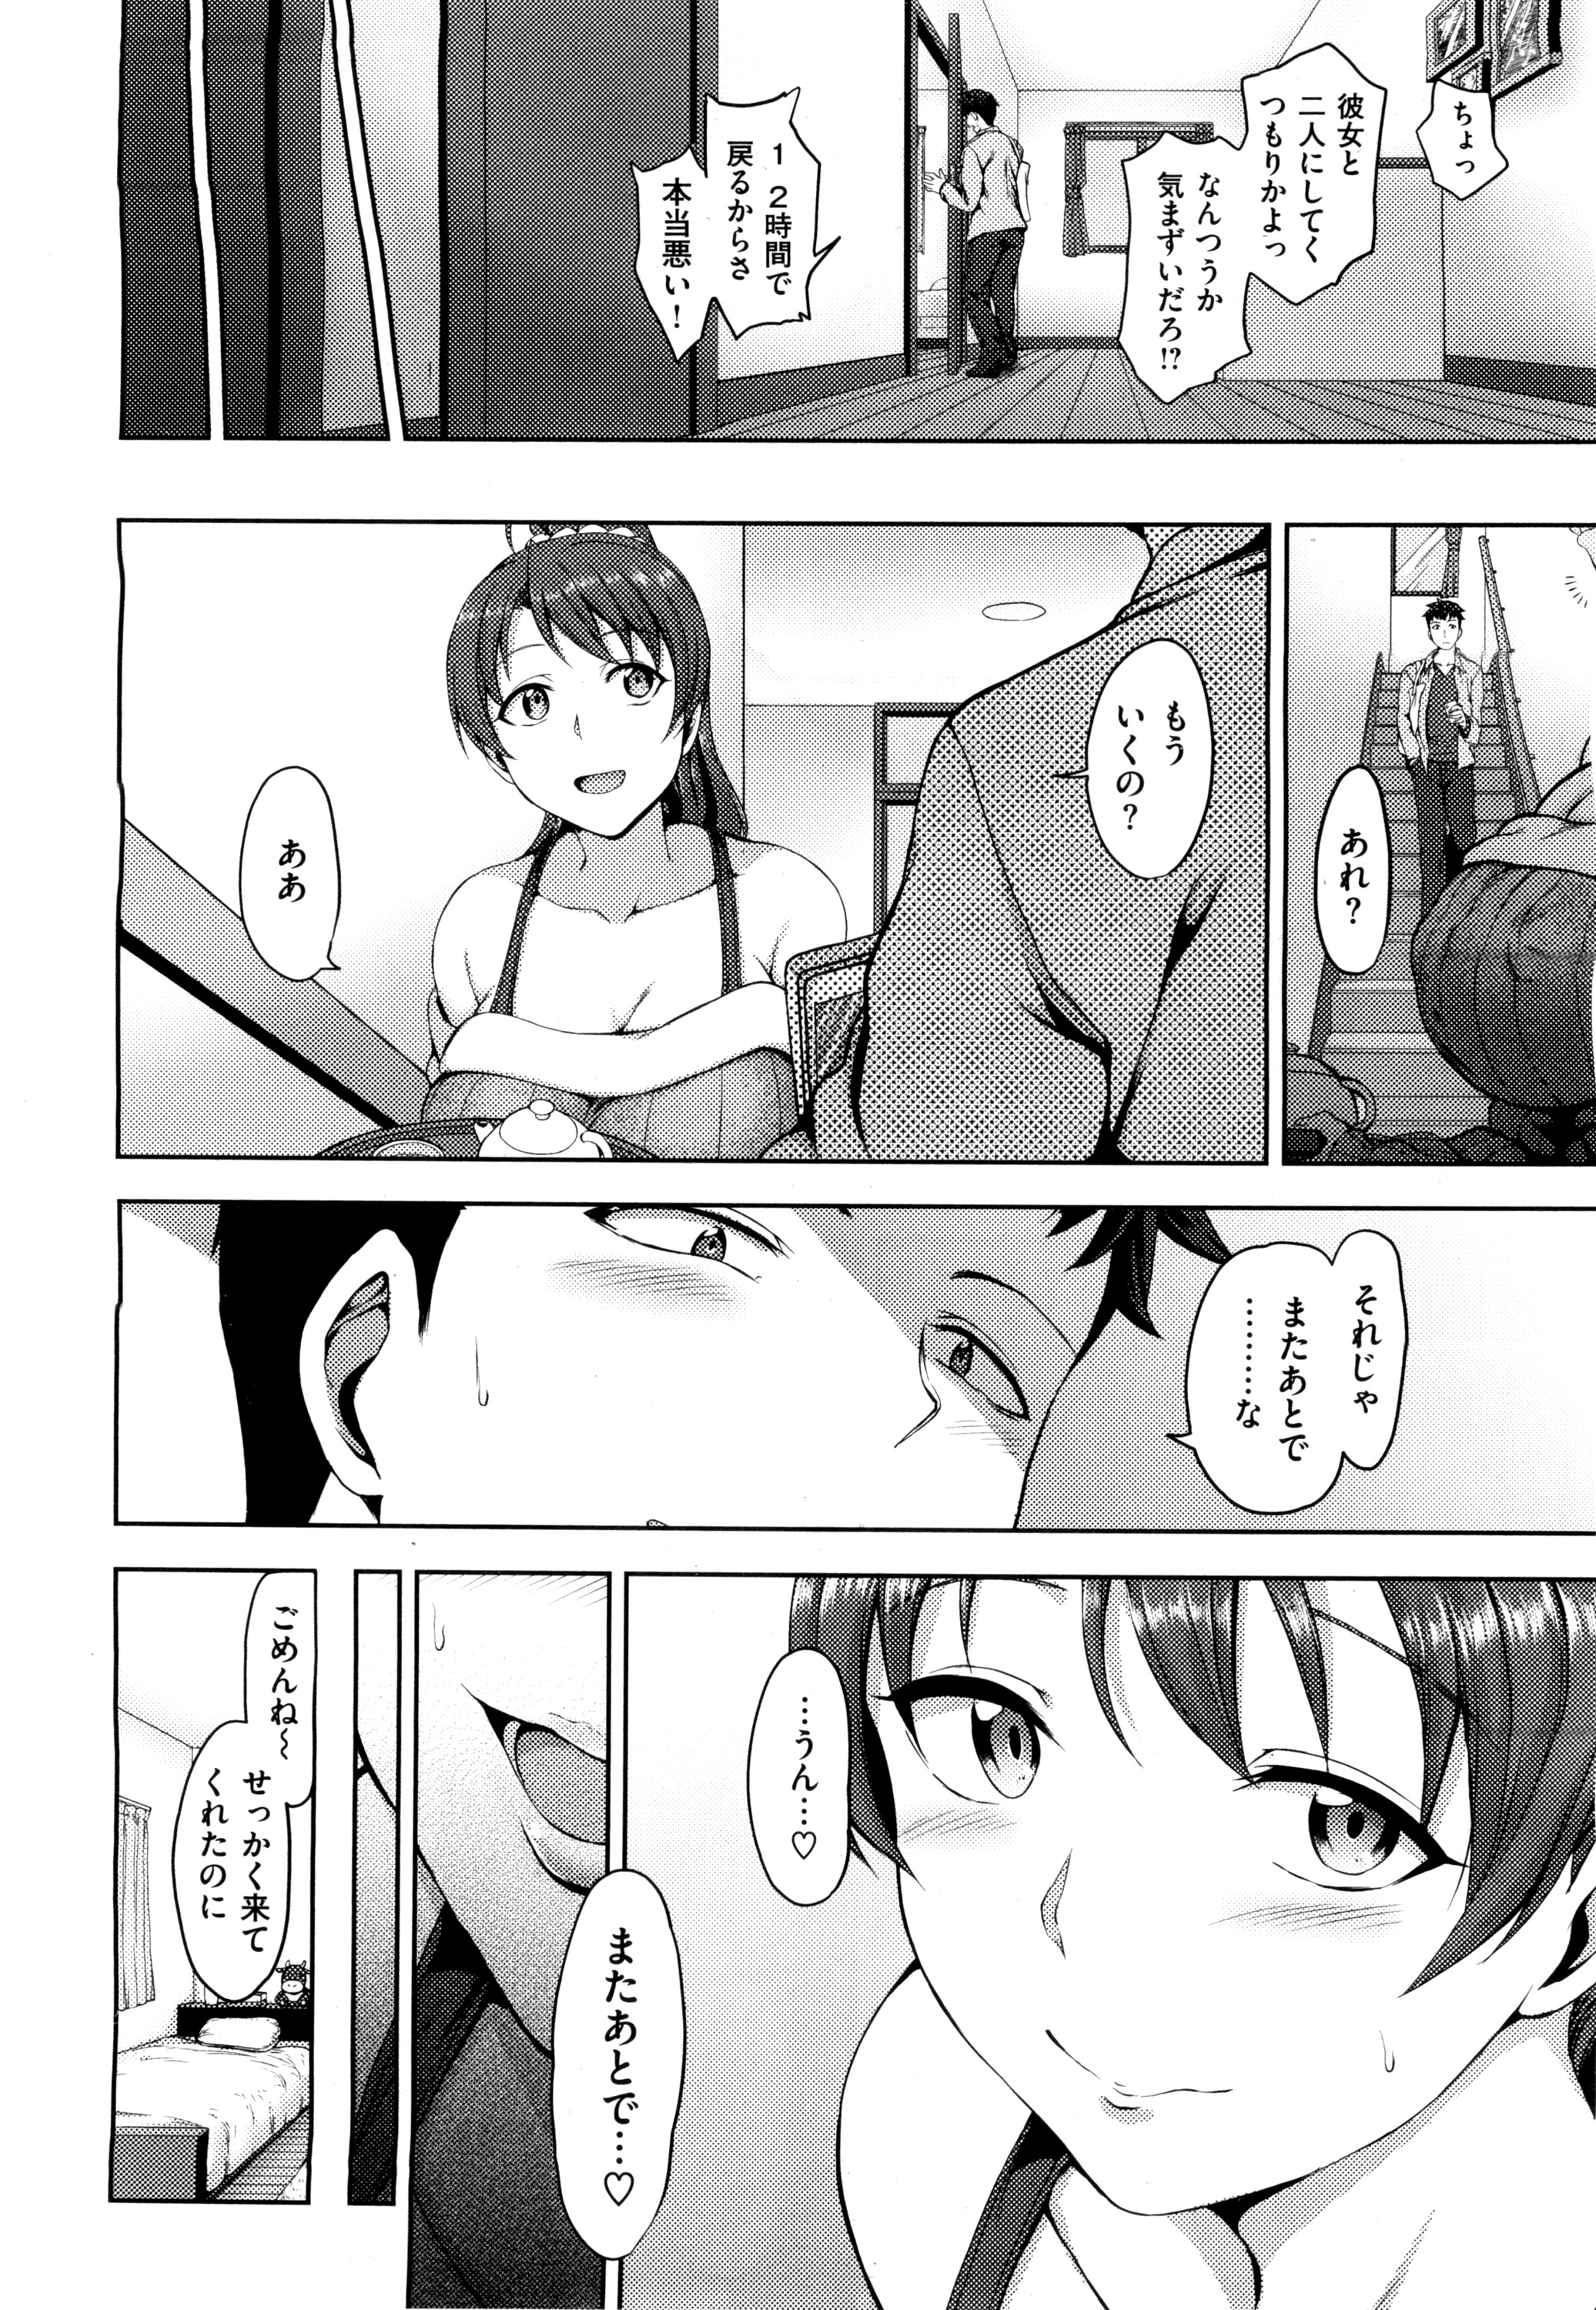 ちょっ
彼女と
二人にしてく
つもりかよっ
なんつうか
気まずいだろ!?
1 2時間で
戻るからさ
本当悪い！
あれ？
もう
いくの？
ああ
それじゃ
またあとで
………な
…うん…♡
またあとで…♡
ごめんね〜
せっかく来て
くれたのに